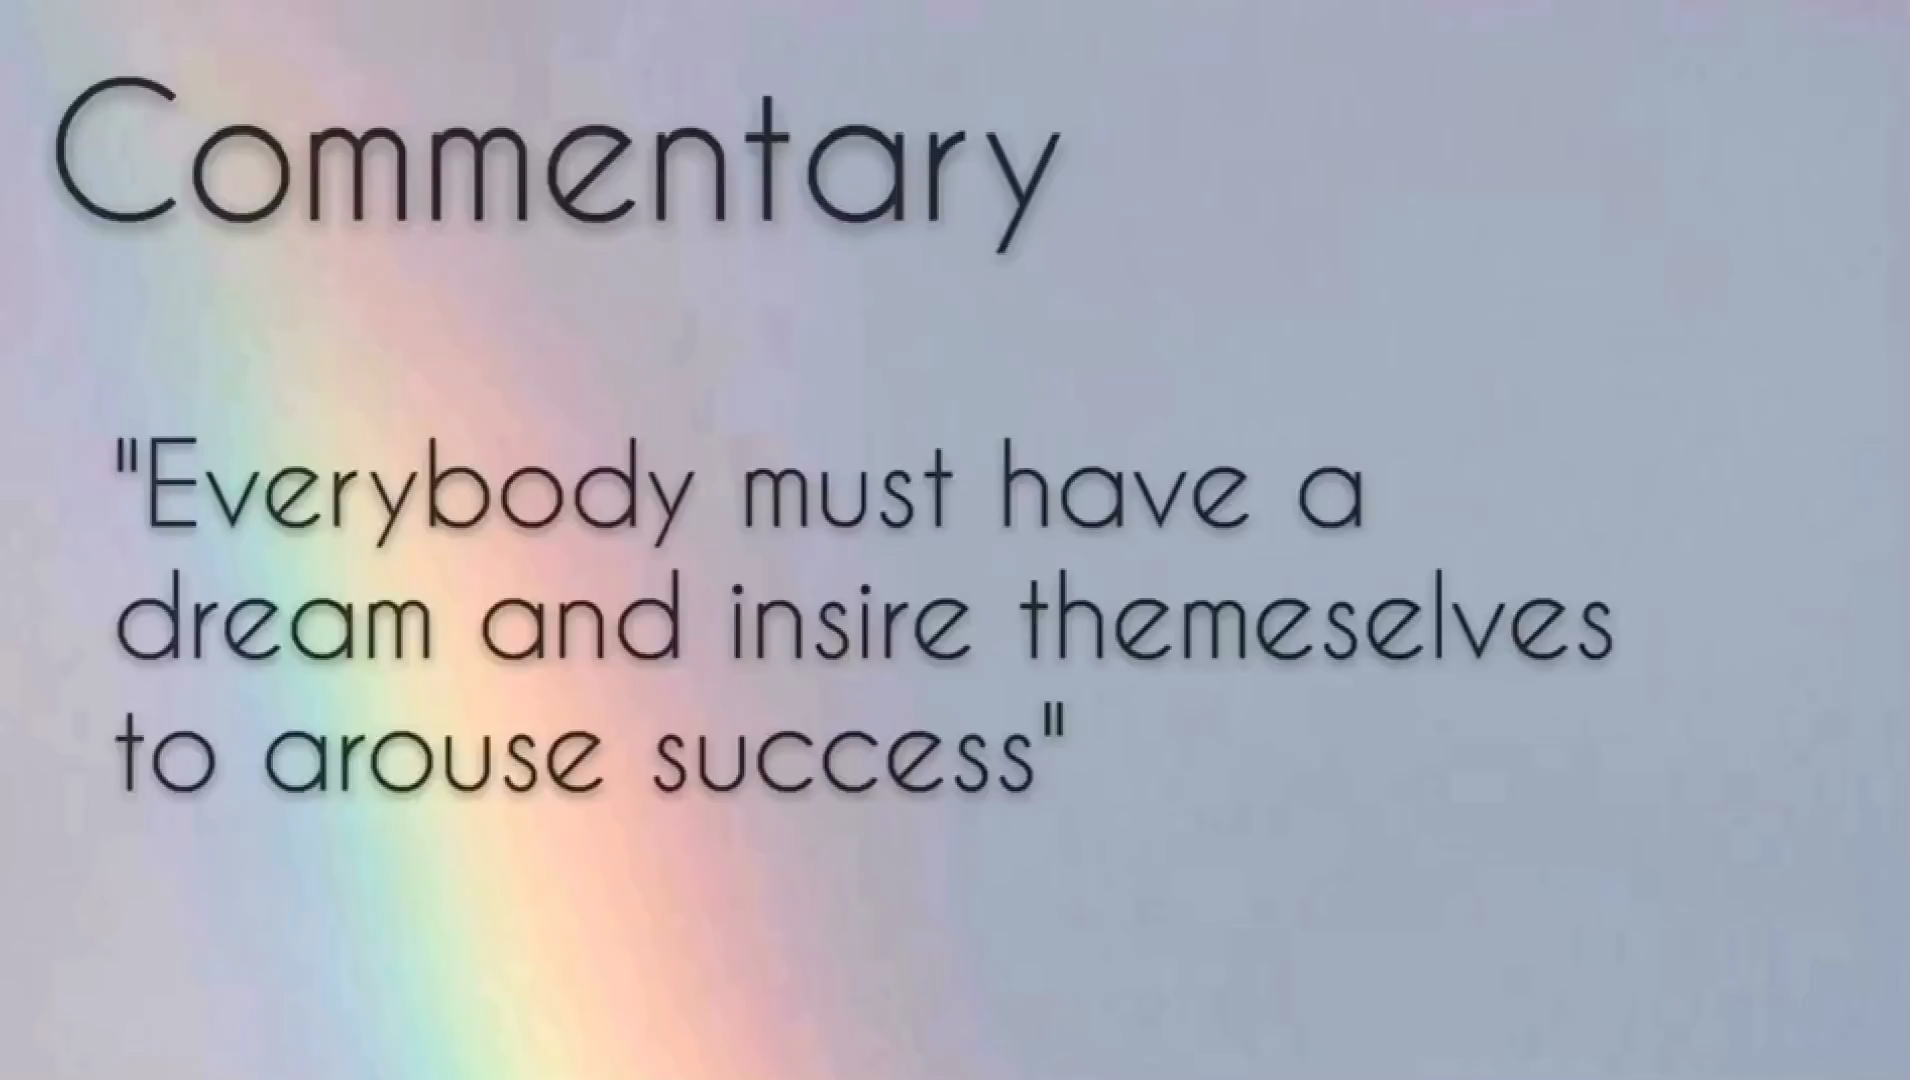 Commentary
"Everybody must have a
dream and insire themeselves
to arouse success"